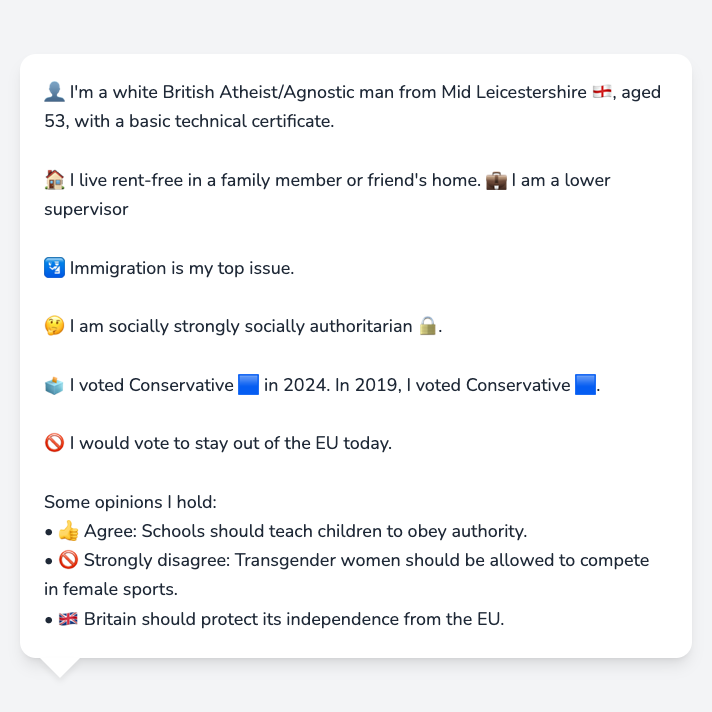 👤 I'm a white British Atheist/Agnostic man from Mid Leicestershire 🏴󠁧󠁢󠁥󠁮󠁧󠁿, aged
53, with a basic technical certificate.
🏠 I live rent-free in a family member or friend's home. 💼 I am a lower
supervisor
🛂 Immigration is my top issue.
🤔 I am socially strongly socially authoritarian 🔒.
🗳️ I voted Conservative 🟦 in 2024. In 2019, I voted Conservative 🟦.
🚫 I would vote to stay out of the EU today.
Some opinions I hold:
• 👍 Agree: Schools should teach children to obey authority.
• 🚫 Strongly disagree: Transgender women should be allowed to compete
in female sports.
• 🇬🇧 Britain should protect its independence from the EU.